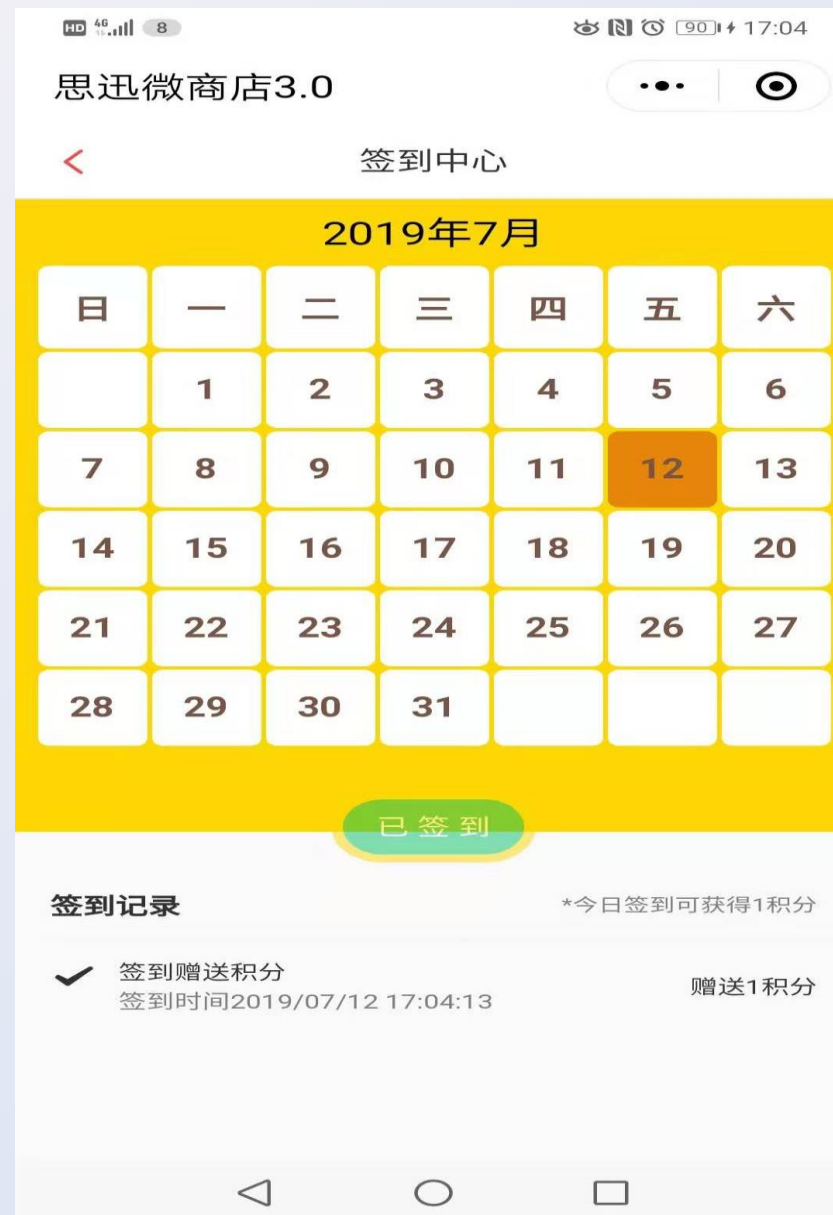 HD 4G 8 90 17:04
思迅微商店3.0
签到中心
2019年7月
日 一 二 三 四 五 六
1 2 3 4 5 6
7 8 9 10 11 12 13
14 15 16 17 18 19 20
21 22 23 24 25 26 27
28 29 30 31
已签到
签到记录 *今日签到可获得1积分
签到赠送积分
签到时间2019/07/12 17:04:13 赠送1积分